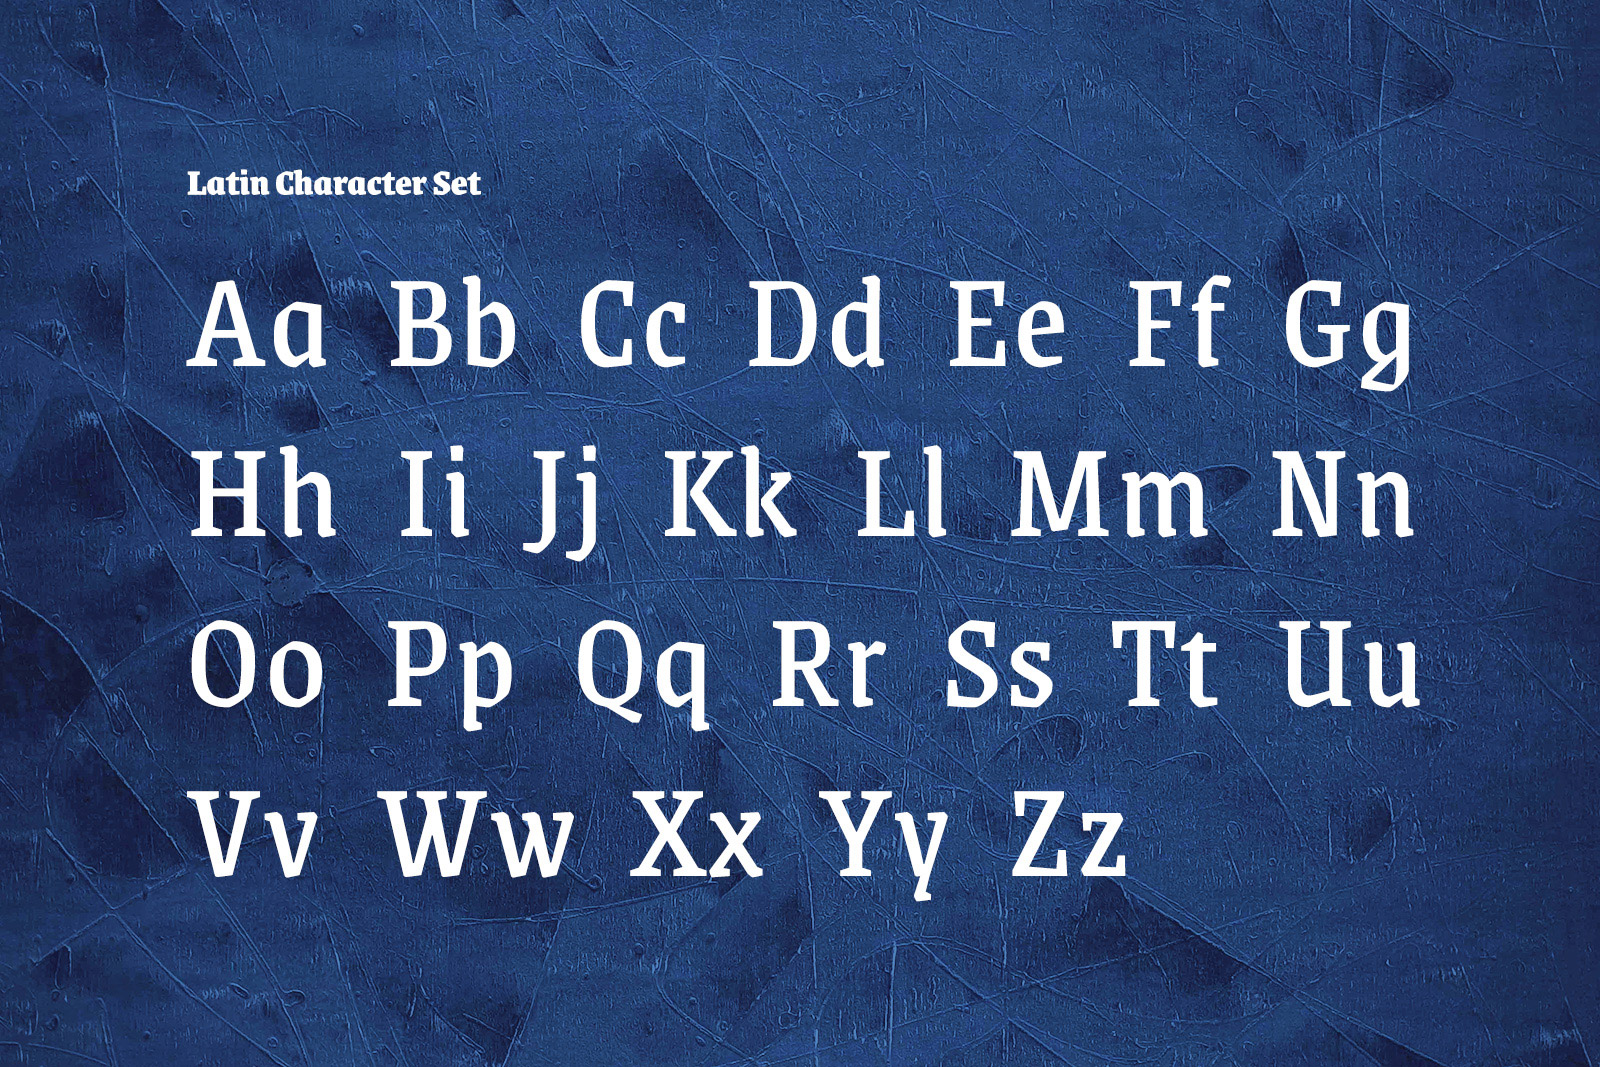 Latin Character Set
Aa Bb Cc Dd Ee Ff Gg
Hh Ii Jj Kk Ll Mm Nn
Oo Pp Qq Rr Ss Tt Uu
Vv Ww Xx Yy Zz